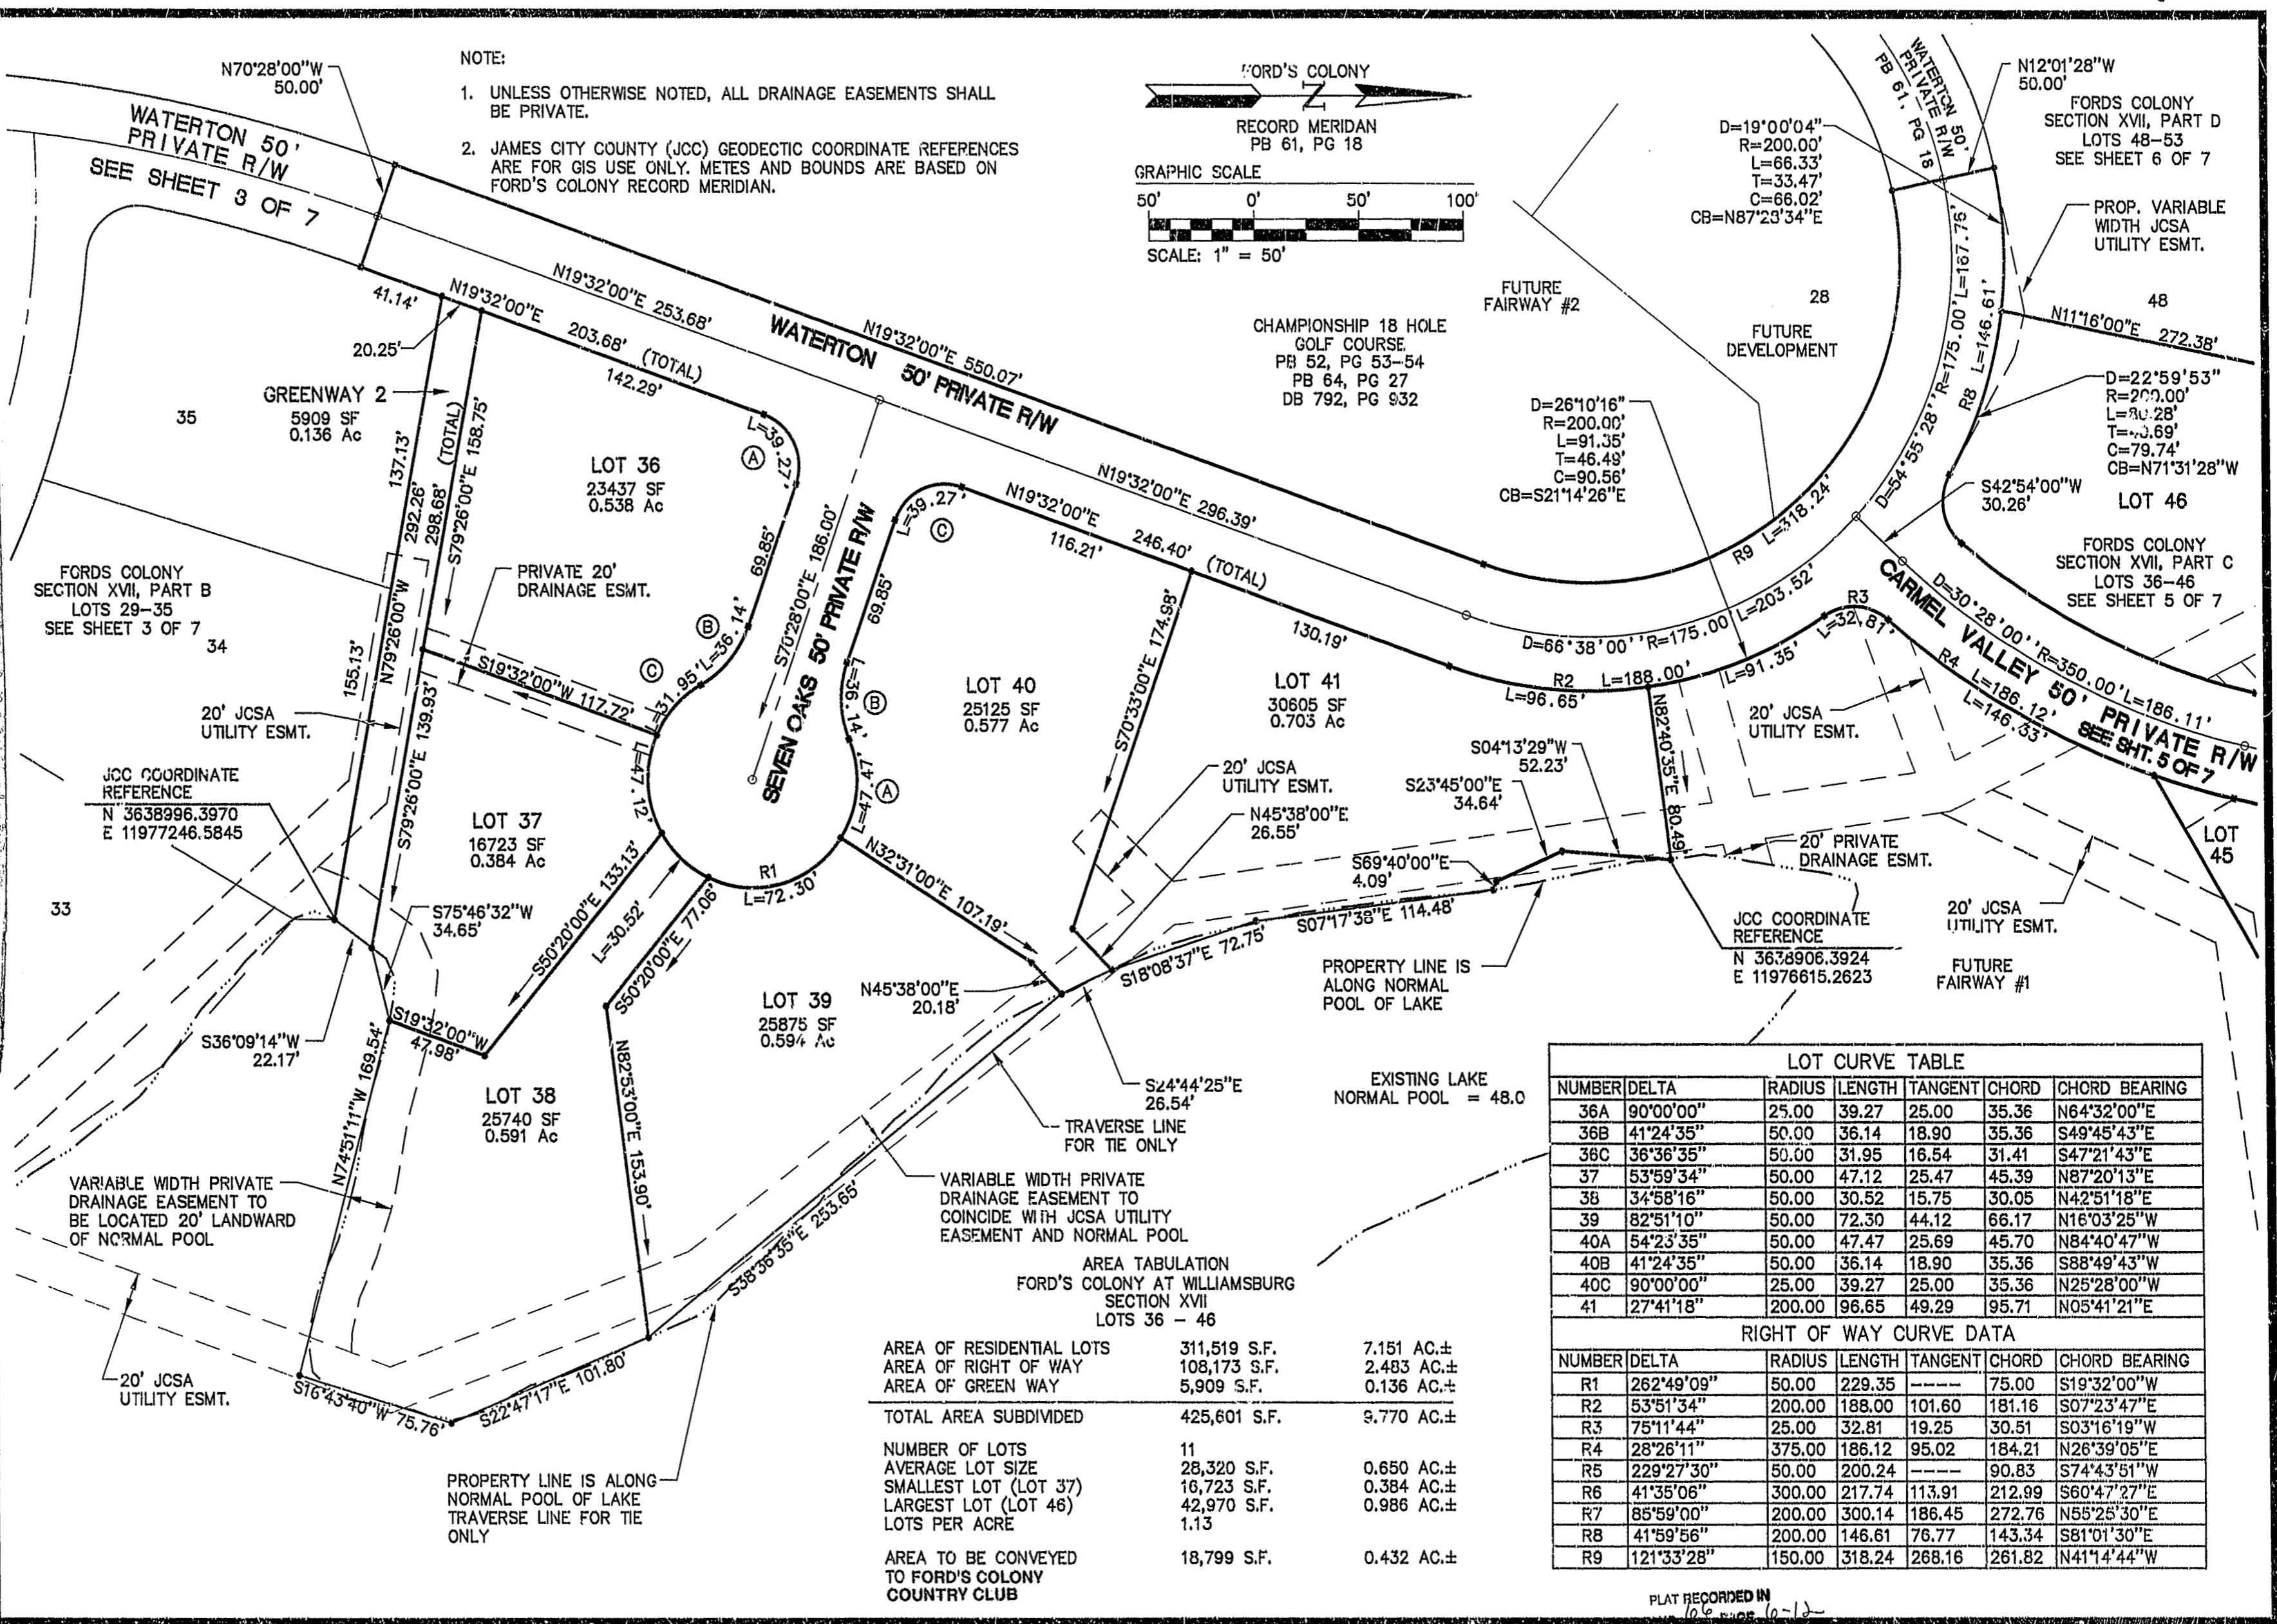 NOTE:
1. UNLESS OTHERWISE NOTED, ALL DRAINAGE EASEMENTS SHALL
BE PRIVATE.
2. JAMES CITY COUNTY (JCC) GEODECTIC COORDINATE REFERENCES
ARE FOR GIS USE ONLY. METES AND BOUNDS ARE BASED ON
FORD'S COLONY RECORD MERIDIAN.
N70°28'00"W
50.00'
WATERTON 50'
PRIVATE R/W
SEE SHEET 3 OF 7
FORD'S COLONY
N
RECORD MERIDAN
PB 61, PG 18
GRAPHIC SCALE
50' 0' 50' 100'
SCALE: 1" = 50'
WATERTON 50'
PRIVATE R/W
PB 61, PG 18
N12°01'28"W
50.00'
FORDS COLONY
SECTION XVII, PART D
LOTS 48-53
SEE SHEET 6 OF 7
D=19°00'04"
R=200.00'
L=66.33'
T=33.47'
C=66.02'
CB=N87°23'34"E
PROP. VARIABLE
WIDTH JCSA
UTILITY ESMT.
48
N11°16'00"E 272.38'
28
FUTURE
DEVELOPMENT
FUTURE
FAIRWAY #2
CHAMPIONSHIP 18 HOLE
GOLF COURSE
PB 52, PG 53-54
PB 64, PG 27
DB 792, PG 932
D=26°10'16"
R=200.00'
L=91.35'
T=46.49'
C=90.56'
CB=S21°14'26"E
D=22°59'53"
R=200.00'
C=79.74'
CB=N71°31'28"W
S42°54'00"W
30.26'
LOT 46
FORDS COLONY
SECTION XVII, PART C
LOTS 36-46
SEE SHEET 5 OF 7
D=54°55'28" R=175.00' L=167.76'
R8 L=146.61'
R9 L=318.24'
D=66°38'00" R=175.00' L=203.52'
R3
L=32.81'
D=30°28'00" R=350.00' L=186.11'
CARMEL VALLEY 50' PRIVATE R/W
SEE SHT. 5 OF 7
R4 L=186.12'
L=146.33'
41.14'
N19°32'00"E
20.25'
203.68' (TOTAL)
142.29'
N19°32'00"E 253.68'
N19°32'00"E 550.07'
WATERTON 50' PRIVATE R/W
N19°32'00"E 296.39'
N19°32'00"E
246.40' (TOTAL)
116.21'
130.19'
GREENWAY 2
5909 SF
0.136 Ac
35
137.13'
292.26'
N79°26'00"W
155.13'
298.68' (TOTAL)
S79°26'00"E 158.75'
S79°26'00"E 139.93'
LOT 36
23437 SF
0.538 Ac
L=39.27'
A
69.85'
L=36.14'
B
L=31.95'
C
S70°28'00"E 186.00'
SEVEN OAKS 50' PRIVATE R/W
L=39.27'
C
69.85'
L=36.14'
B
L=47.47'
A
PRIVATE 20'
DRAINAGE ESMT.
S19°32'00"W 117.72'
L=47.12'
FORDS COLONY
SECTION XVII, PART B
LOTS 29-35
SEE SHEET 3 OF 7
34
20' JCSA
UTILITY ESMT.
JCC COORDINATE
REFERENCE
N 3638996.3970
E 11977246.5845
33
LOT 37
16723 SF
0.384 Ac
S75°46'32"W
34.65'
S36°09'14"W
22.17'
S19°32'00"W
47.98'
S50°20'00"E 133.13'
L=30.52'
S50°20'00"E 77.06'
R1
L=72.30'
LOT 40
25125 SF
0.577 Ac
S70°33'00"E 174.98'
LOT 41
30605 SF
0.703 Ac
R2 L=188.00'
L=96.65'
L=91.35'
N82°40'35"E 80.49'
20' JCSA
UTILITY ESMT.
S04°13'29"W
52.23'
S23°45'00"E
34.64'
S69°40'00"E
4.09'
20' JCSA
UTILITY ESMT.
N45°38'00"E
26.55'
N32°31'00"E 107.19'
N45°38'00"E
20.18'
S18°08'37"E 72.75'
S07°17'38"E 114.48'
20' PRIVATE
DRAINAGE ESMT.
LOT
45
20' JCSA
UTILITY ESMT.
FUTURE
FAIRWAY #1
JCC COORDINATE
REFERENCE
N 3638906.3924
E 11976615.2623
PROPERTY LINE IS
ALONG NORMAL
POOL OF LAKE
EXISTING LAKE
NORMAL POOL = 48.0
LOT 39
25875 SF
0.594 Ac
S24°44'25"E
26.54'
TRAVERSE LINE
FOR TIE ONLY
LOT 38
25740 SF
0.591 Ac
N82°53'00"E 153.90'
N74°51'11"W 169.54'
S38°36'35"E 253.65'
VARIABLE WIDTH PRIVATE
DRAINAGE EASEMENT TO
BE LOCATED 20' LANDWARD
OF NORMAL POOL
VARIABLE WIDTH PRIVATE
DRAINAGE EASEMENT TO
COINCIDE WITH JCSA UTILITY
EASEMENT AND NORMAL POOL
20' JCSA
UTILITY ESMT.
S16°43'40"W 75.76'
S22°47'17"E 101.80'
PROPERTY LINE IS ALONG
NORMAL POOL OF LAKE
TRAVERSE LINE FOR TIE
ONLY
AREA TABULATION
FORD'S COLONY AT WILLIAMSBURG
SECTION XVII
LOTS 36 - 46
AREA OF RESIDENTIAL LOTS 311,519 S.F. 7.151 AC.±
AREA OF RIGHT OF WAY 108,173 S.F. 2.483 AC.±
AREA OF GREEN WAY 5,909 S.F. 0.136 AC.±
TOTAL AREA SUBDIVIDED 425,601 S.F. 9.770 AC.±
NUMBER OF LOTS 11
AVERAGE LOT SIZE 28,320 S.F. 0.650 AC.±
SMALLEST LOT (LOT 37) 16,723 S.F. 0.384 AC.±
LARGEST LOT (LOT 46) 42,970 S.F. 0.986 AC.±
LOTS PER ACRE 1.13
AREA TO BE CONVEYED 18,799 S.F. 0.432 AC.±
TO FORD'S COLONY
COUNTRY CLUB
LOT CURVE TABLE
NUMBER DELTA RADIUS LENGTH TANGENT CHORD CHORD BEARING
36A 90°00'00" 25.00 39.27 25.00 35.36 N64°32'00"E
36B 41°24'35" 50.00 36.14 18.90 35.36 S49°45'43"E
36C 36°36'35" 50.00 31.95 16.54 31.41 S47°21'43"E
37 53°59'34" 50.00 47.12 25.47 45.39 N87°20'13"E
38 34°58'16" 50.00 30.52 15.75 30.05 N42°51'18"E
39 82°51'10" 50.00 72.30 44.12 66.17 N16°03'25"W
40A 54°23'35" 50.00 47.47 25.69 45.70 N84°40'47"W
40B 41°24'35" 50.00 36.14 18.90 35.36 S88°49'43"W
40C 90°00'00" 25.00 39.27 25.00 35.36 N25°28'00"W
41 27°41'18" 200.00 96.65 49.29 95.71 N05°41'21"E
RIGHT OF WAY CURVE DATA
NUMBER DELTA RADIUS LENGTH TANGENT CHORD CHORD BEARING
R1 262°49'09" 50.00 229.35 ---- 75.00 S19°32'00"W
R2 53°51'34" 200.00 188.00 101.60 181.16 S07°23'47"E
R3 75°11'44" 25.00 32.81 19.25 30.51 S03°16'19"W
R4 28°26'11" 375.00 186.12 95.02 184.21 N26°39'05"E
R5 229°27'30" 50.00 200.24 ---- 90.83 S74°43'51"W
R6 41°35'06" 300.00 217.74 113.91 212.99 S60°47'27"E
R7 85°59'00" 200.00 300.14 186.45 272.76 N55°25'30"E
R8 41°59'56" 200.00 146.61 76.77 143.34 S81°01'30"E
R9 121°33'28" 150.00 318.24 268.16 261.82 N41°14'44"W
PLAT RECORDED IN